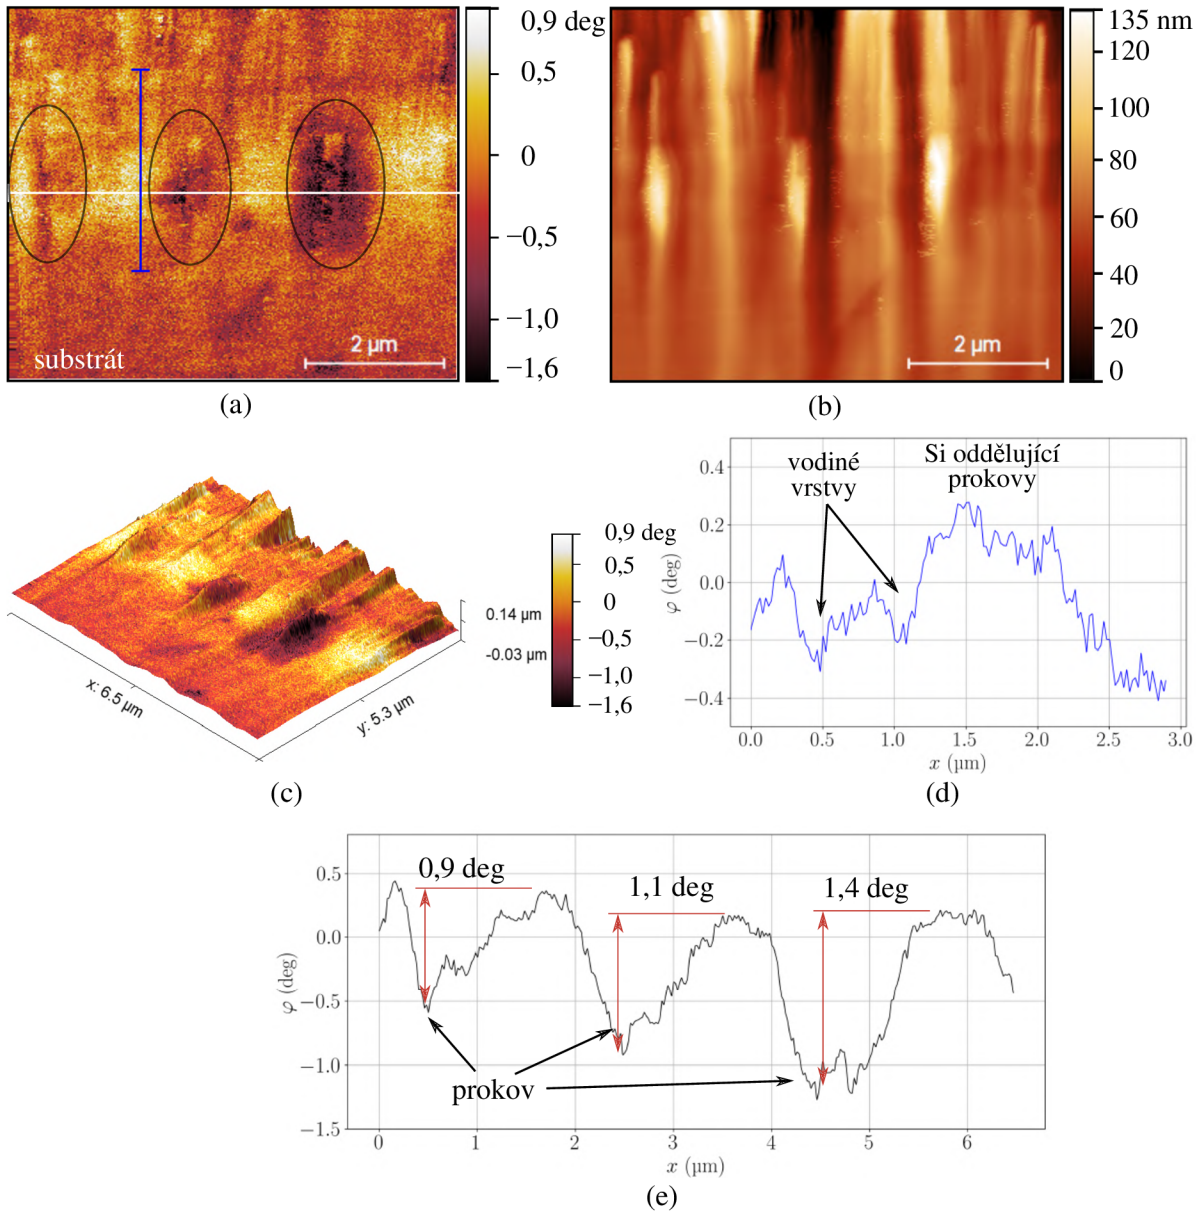 0,9 deg
0,5
0
−0,5
−1,0
−1,6
substrát
2 µm
(a)
135 nm
120
100
80
60
40
20
0
2 µm
(b)
0,9 deg
0,5
0
−0,5
−1,0
−1,6
0.14 µm
-0.03 µm
x: 6.5 µm
y: 5.3 µm
(c)
vodiné
vrstvy
Si oddělující
prokovy
0.4
0.2
0.0
−0.2
−0.4
φ (deg)
0.0 0.5 1.0 1.5 2.0 2.5 3.0
x (µm)
(d)
0,9 deg
1,1 deg
1,4 deg
prokov
0.5
0.0
−0.5
−1.0
−1.5
φ (deg)
0 1 2 3 4 5 6
x (µm)
(e)